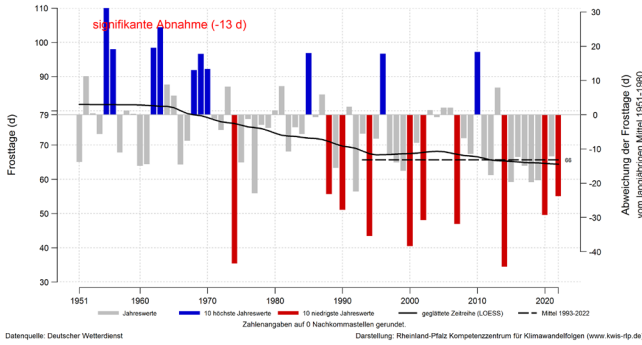 signifikante Abnahme (-13 d)
Frosttage (d)
110
100
90
79
70
60
50
40
30
30
20
10
0
-10
-20
-30
-40
Abweichung der Frosttage (d)
vom langjährigen Mittel 1951-1980
66
1951
1960
1970
1980
1990
2000
2010
2020
Jahreswerte
10 höchste Jahreswerte
10 niedrigste Jahreswerte
geglättete Zeitreihe (LOESS)
Mittel 1993-2022
Zahlenangaben auf 0 Nachkommastellen gerundet.
Datenquelle: Deutscher Wetterdienst
Darstellung: Rheinland-Pfalz Kompetenzzentrum für Klimawandelfolgen (www.kwis-rlp.de